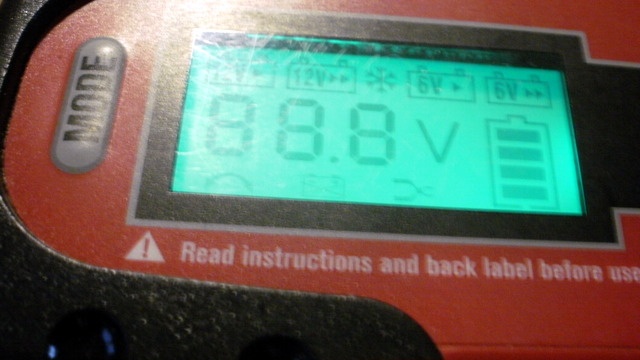 MODE
12V▸ 12V▸▸ 6V▸ 6V▸▸
88.8 V
Read instructions and back label before use